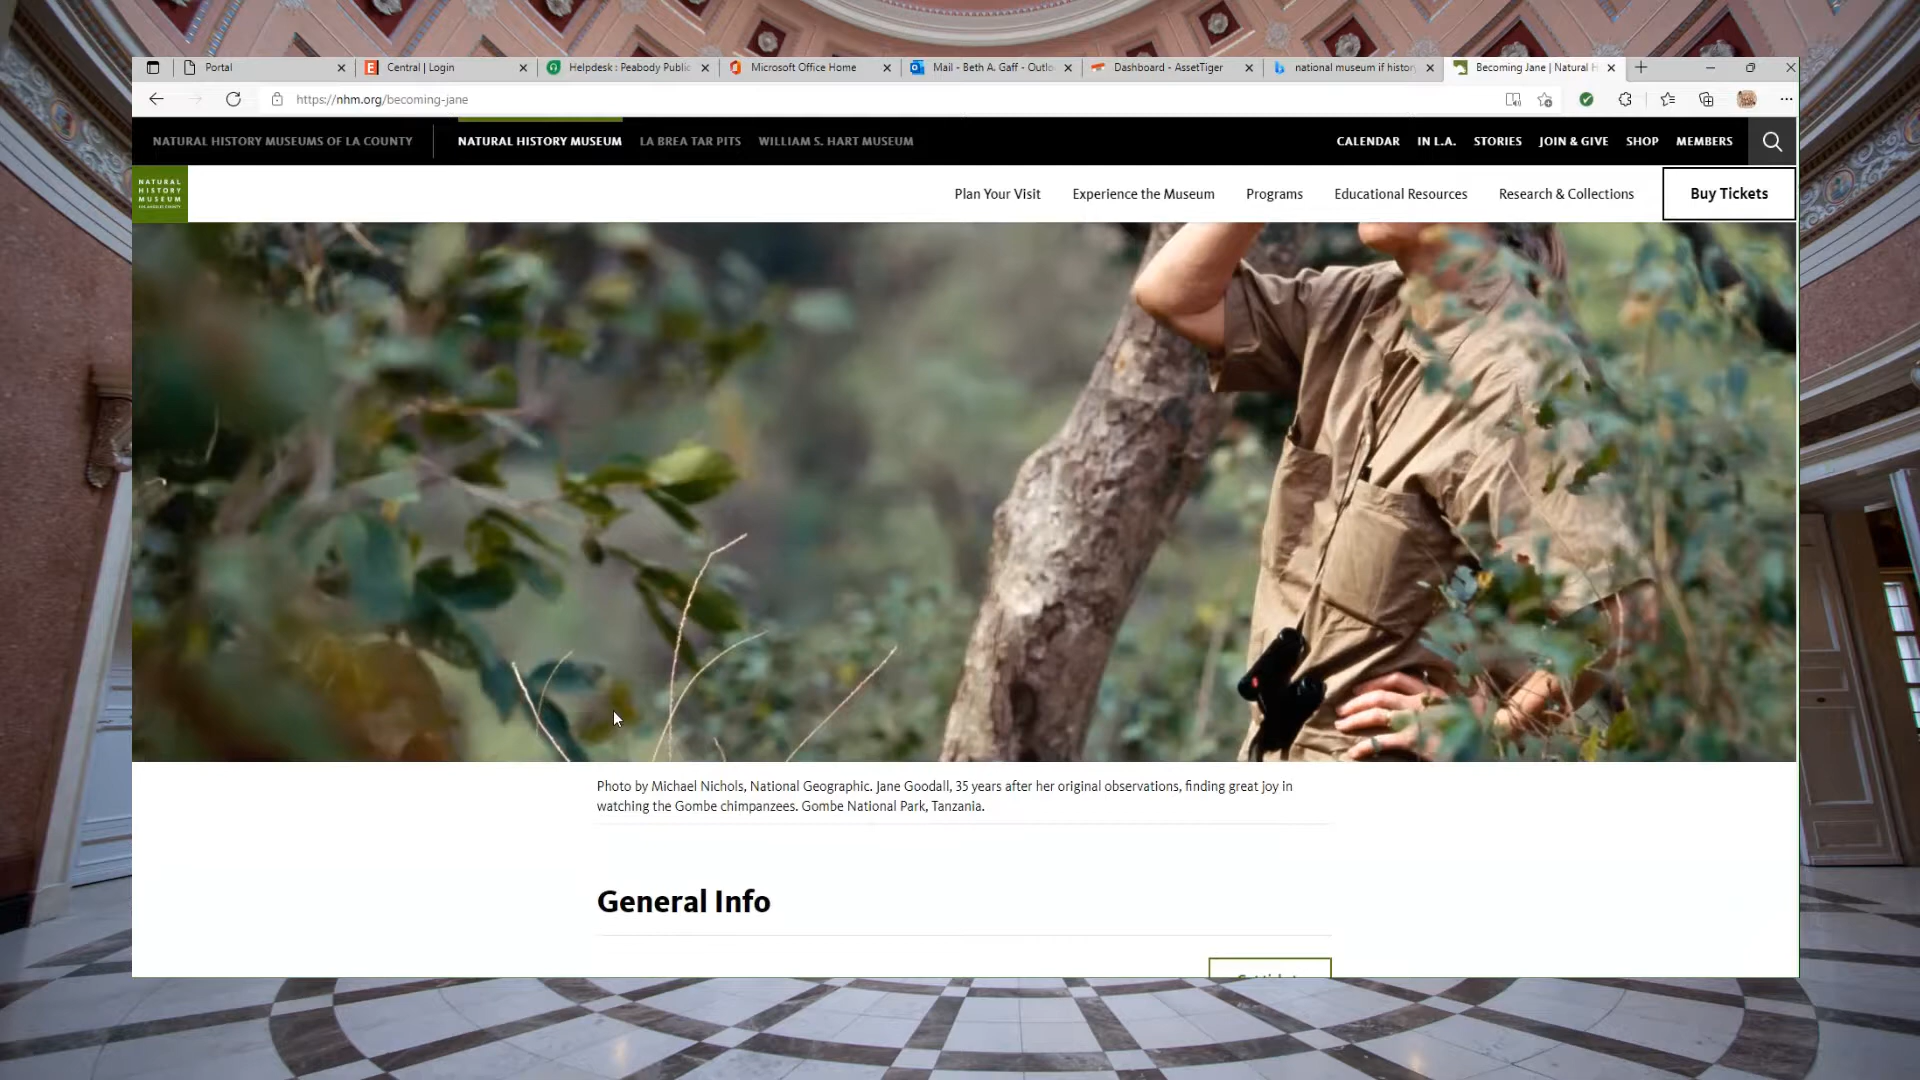 Portal
Central | Login
Helpdesk : Peabody Public
Microsoft Office Home
Mail - Beth A. Gaff - Outlo
Dashboard - AssetTiger
national museum if histor
Becoming Jane | Natural H
https://nhm.org/becoming-jane
NATURAL HISTORY MUSEUMS OF LA COUNTY
NATURAL HISTORY MUSEUM
LA BREA TAR PITS
WILLIAM S. HART MUSEUM
CALENDAR
IN L.A.
STORIES
JOIN & GIVE
SHOP
MEMBERS
NATURAL
HISTORY
MUSEUM
LOS ANGELES COUNTY
Plan Your Visit
Experience the Museum
Programs
Educational Resources
Research & Collections
Buy Tickets
Photo by Michael Nichols, National Geographic. Jane Goodall, 35 years after her original observations, finding great joy in
watching the Gombe chimpanzees. Gombe National Park, Tanzania.
General Info